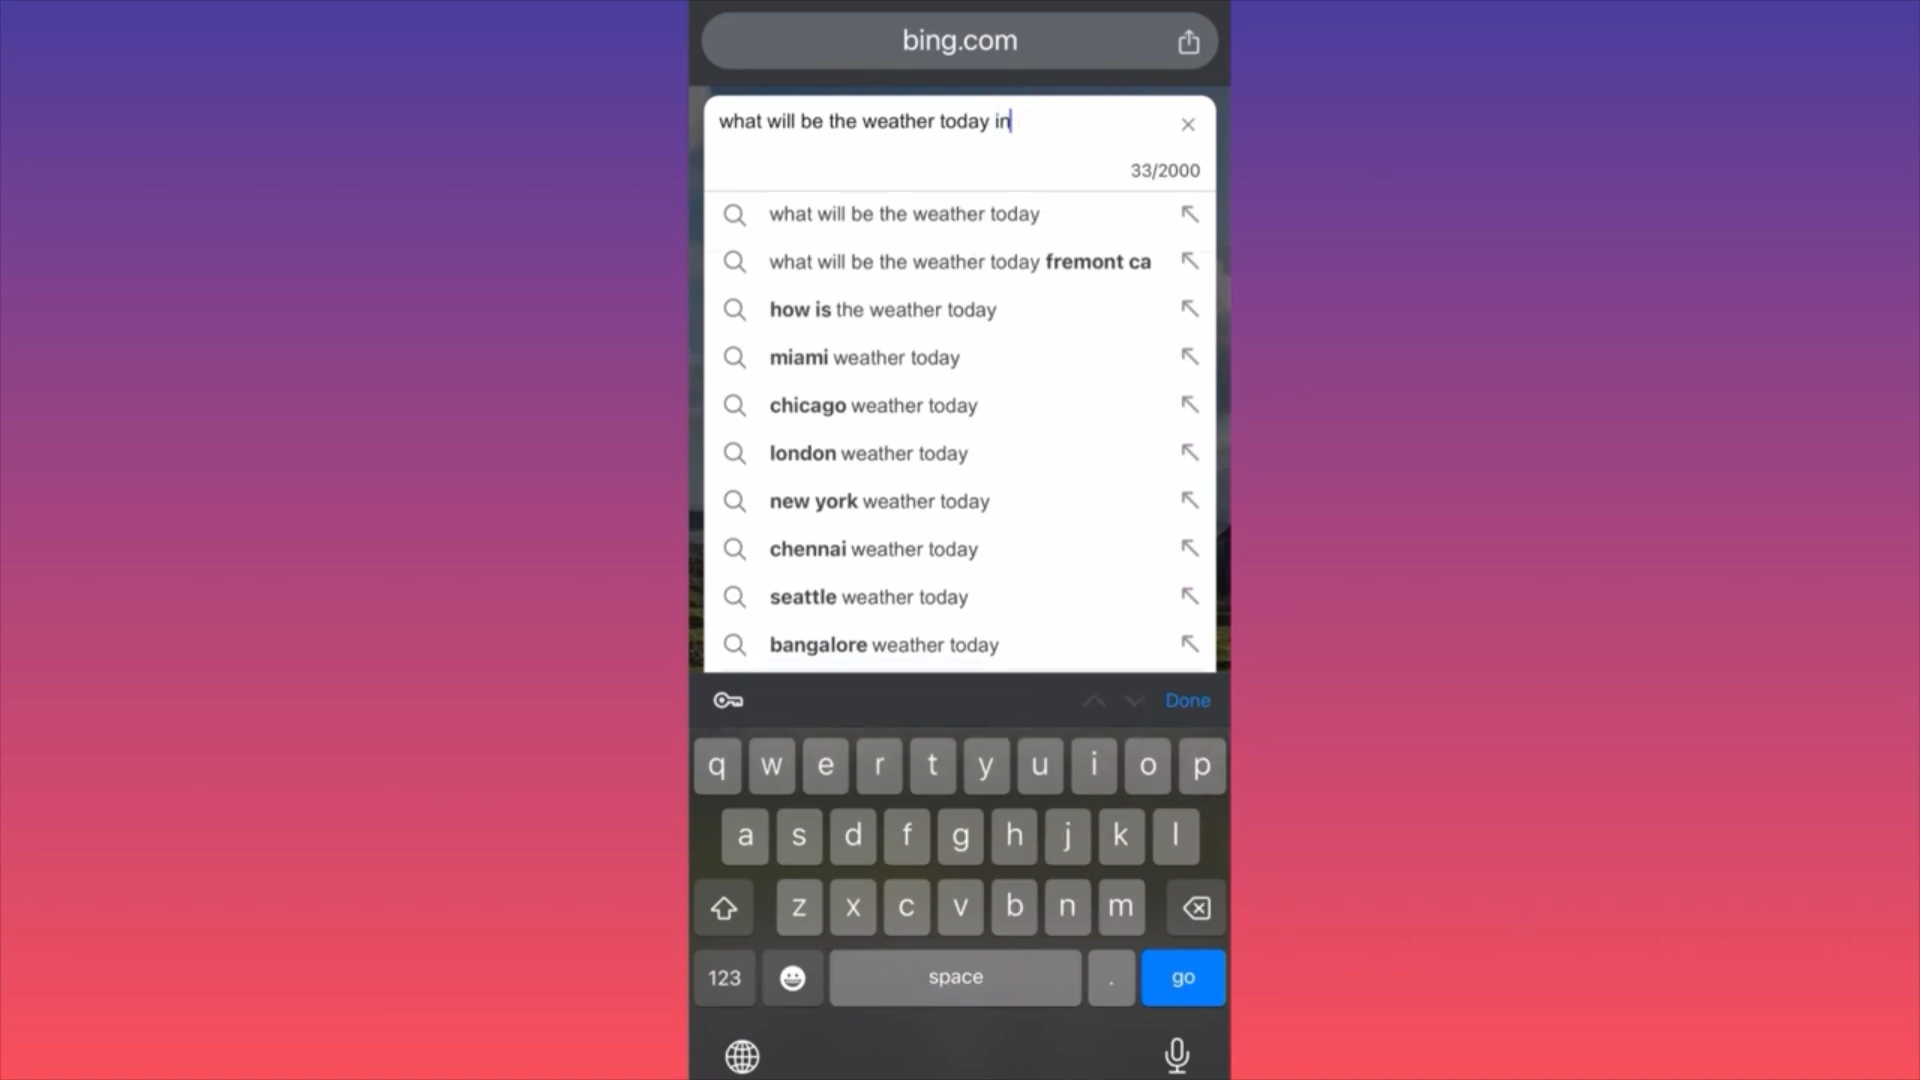 bing.com
what will be the weather today in
33/2000
what will be the weather today
what will be the weather today fremont ca
how is the weather today
miami weather today
chicago weather today
london weather today
new york weather today
chennai weather today
seattle weather today
bangalore weather today
Done
q w e r t y u i o p
a s d f g h j k l
z x c v b n m
123 space . go